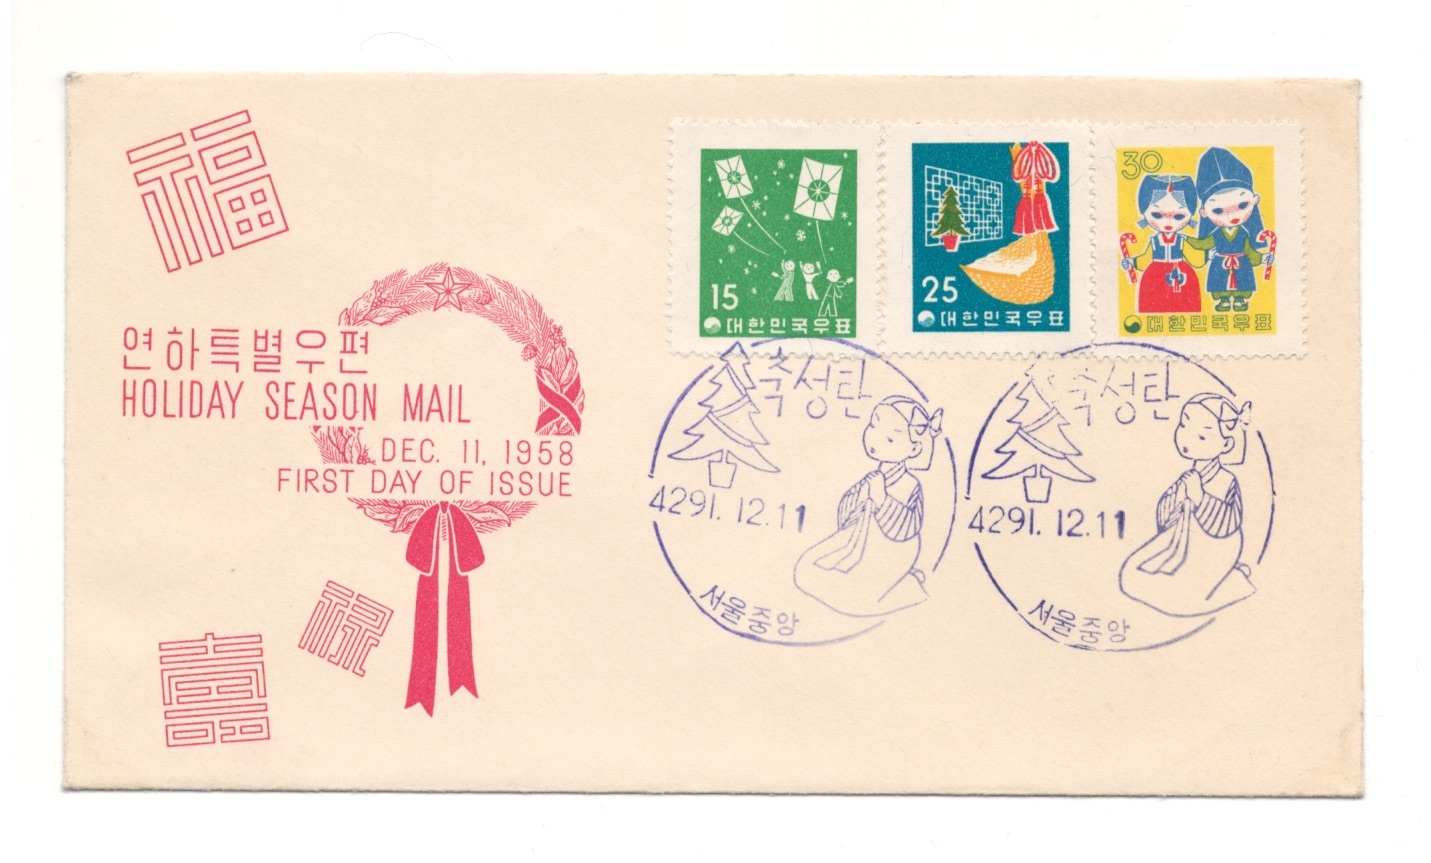 福
연하특별우편
HOLIDAY SEASON MAIL
DEC. 11, 1958
FIRST DAY OF ISSUE
祿
壽
15
대한민국우표
25
대한민국우표
30
대한민국우표
축성탄
4291.12.11
서울중앙
축성탄
4291.12.11
서울중앙